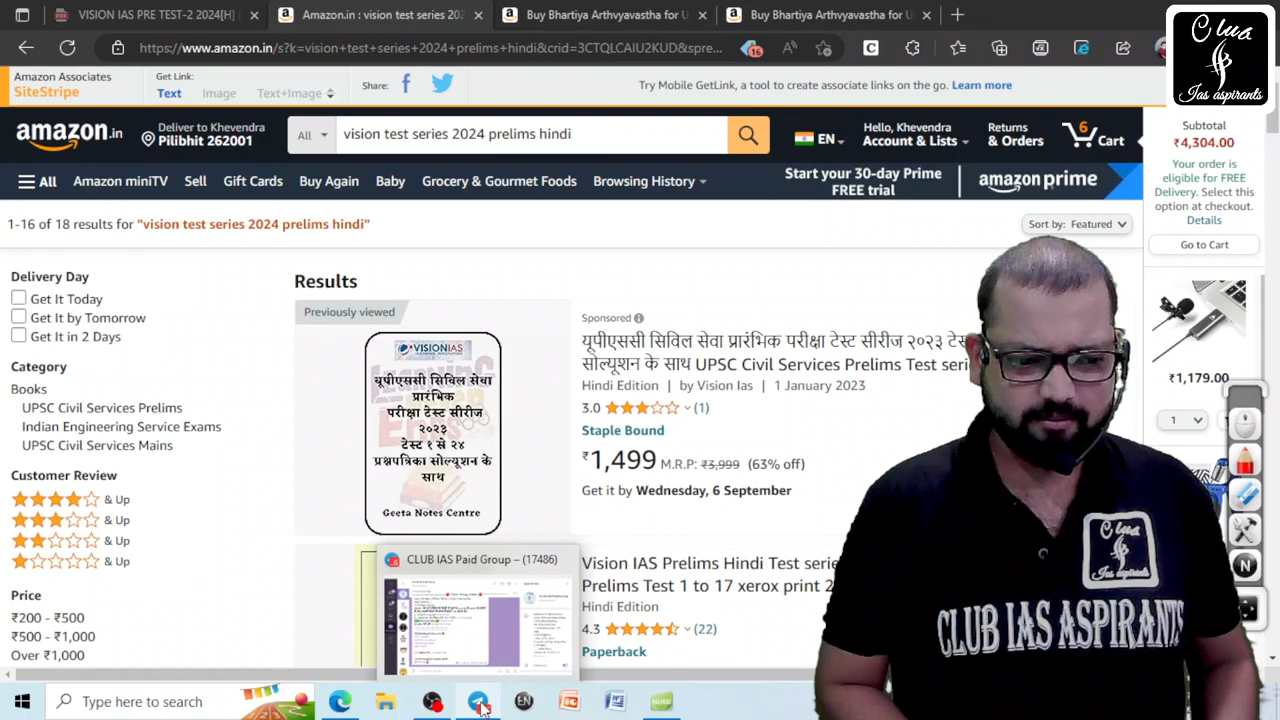 VISION IAS PRE TEST-2 2024[H]
Amazon.in : vision test series 202
Buy Bhartiya Arthvyavastha for U
Buy Bhartiya Arthvyavastha for U
https://www.amazon.in/s?k=vision+test+series+2024+prelims+hindi&crid=3CTQLCAIU2KUD&spre...
16
Clua
Ias aspirants
Amazon Associates
SiteStripe
Get Link:
Text
Image
Text+Image
Share:
Try Mobile GetLink, a tool to create associate links on the go. Learn more
amazon.in
Deliver to Khevendra
Pilibhit 262001
All
vision test series 2024 prelims hindi
EN
Hello, Khevendra
Account & Lists
Returns
& Orders
6
Cart
Subtotal
₹4,304.00
Your order is
eligible for FREE
Delivery. Select this
option at checkout.
Details
Go to Cart
All
Amazon miniTV
Sell
Gift Cards
Buy Again
Baby
Grocery & Gourmet Foods
Browsing History
Start your 30-day Prime
FREE trial
amazon prime
1-16 of 18 results for "vision test series 2024 prelims hindi"
Sort by: Featured
Delivery Day
Get It Today
Get It by Tomorrow
Get It in 2 Days
Category
Books
UPSC Civil Services Prelims
Indian Engineering Service Exams
UPSC Civil Services Mains
Customer Review
& Up
& Up
& Up
& Up
Price
₹200 - ₹500
₹500 - ₹1,000
Over ₹1,000
Results
Previously viewed
VISIONIAS
यूपीएससी सिविल सेवा
प्रारंभिक
परीक्षा टेस्ट सीरीज
२०२३
टेस्ट १ से २४
प्रश्नपत्रिका सोल्यूशन के
साथ
Geeta Notes Centre
Sponsored
यूपीएससी सिविल सेवा प्रारंभिक परीक्षा टेस्ट सीरीज २०२३
सोल्यूशन के साथ UPSC Civil Services Prelims Test seri
Hindi Edition | by Vision Ias | 1 January 2023
3.0 (1)
Staple Bound
₹1,499 M.R.P: ₹3,999 (63% off)
Get it by Wednesday, 6 September
CLUB IAS Paid Group – (17486)
Vision IAS Prelims Hindi Test serie
Prelims Test 1 to 17 xerox print 2
Hindi Edition
4.3 (22)
Paperback
₹1,179.00
1
Clua
Ias aspirants
CLUB IAS ASPIRANTS
N
Type here to search
EN
Note